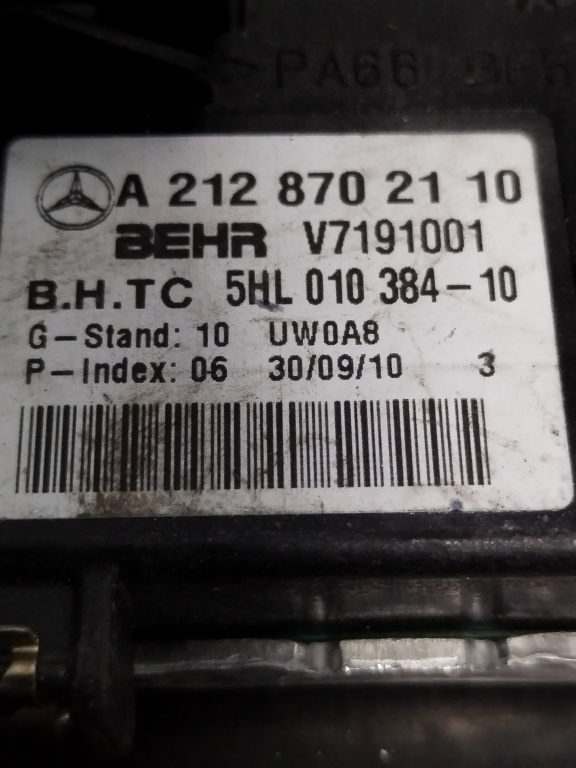 >PA66
A 212 870 21 10
BEHR V7191001
B.H.TC 5HL 010 384-10
G-Stand: 10 UW0A8
P-Index: 06 30/09/10 3